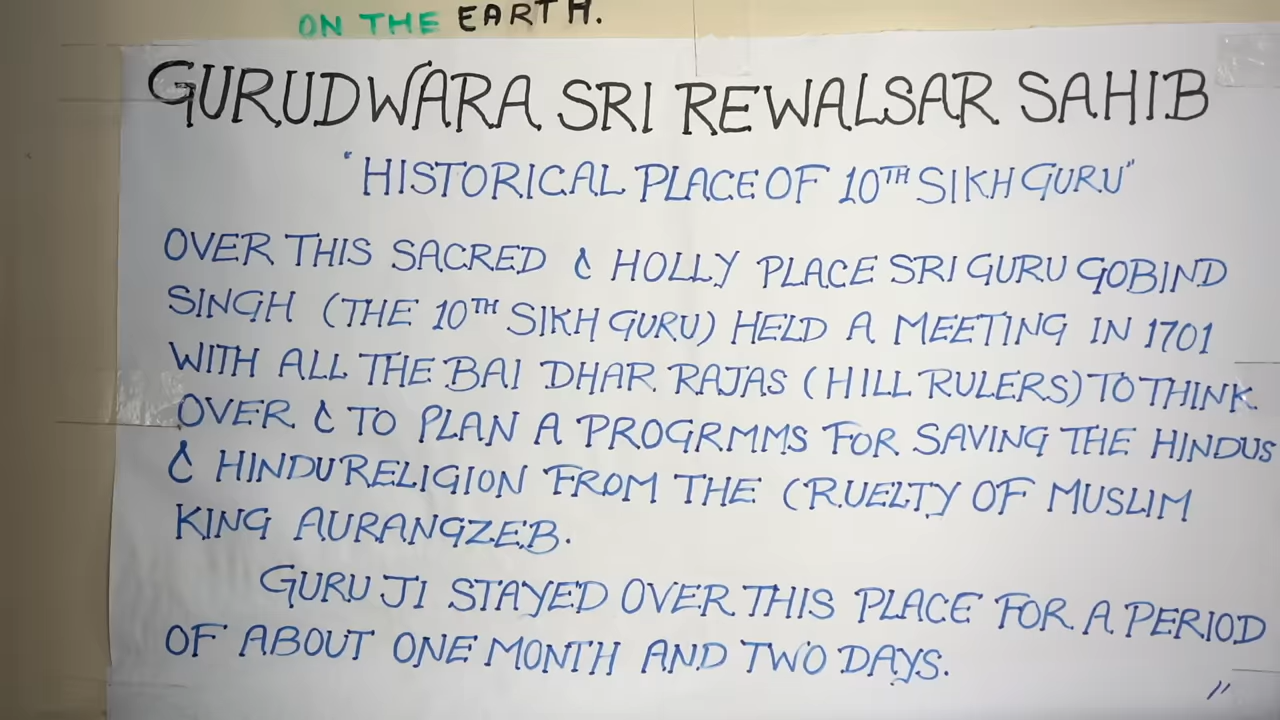 ON THE EARTH.
GURUDWARA SRI REWALSAR SAHIB
"HISTORICAL PLACE OF 10TH SIKH GURU"
OVER THIS SACRED & HOLLY PLACE SRI GURU GOBIND
SINGH (THE 10TH SIKH GURU) HELD A MEETING IN 1701
WITH ALL THE BAI DHAR RAJAS (HILL RULERS) TO THINK
OVER & TO PLAN A PROGRMMS FOR SAVING THE HINDUS
& HINDU RELIGION FROM THE CRUELTY OF MUSLIM
KING AURANGZEB.
GURU JI STAYED OVER THIS PLACE FOR A PERIOD
OF ABOUT ONE MONTH AND TWO DAYS.
"